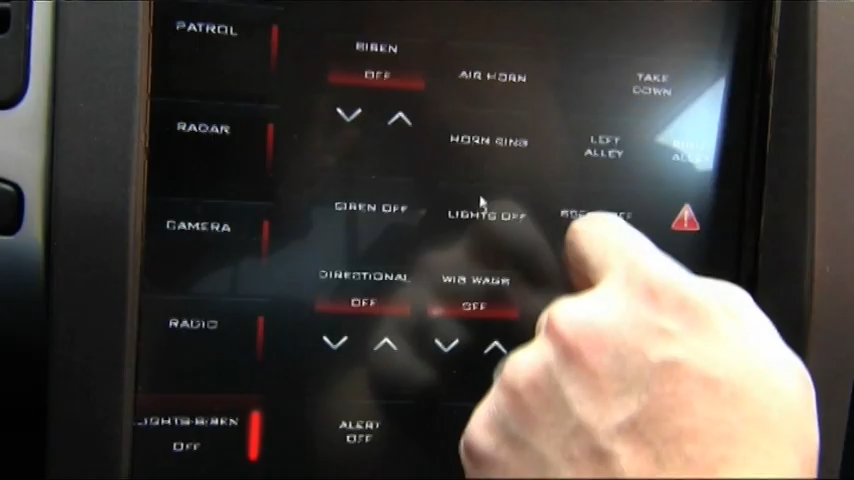 PATROL
SIREN
OFF
AIR HORN
TAKE
DOWN
RADAR
HORN RING
LEFT
ALLEY
ALLEY
CAMERA
SIREN OFF
LIGHTS OFF
DIRECTIONAL
OFF
WIG WAGS
OFF
RADIO
LIGHTS-SIREN
OFF
ALERT
OFF